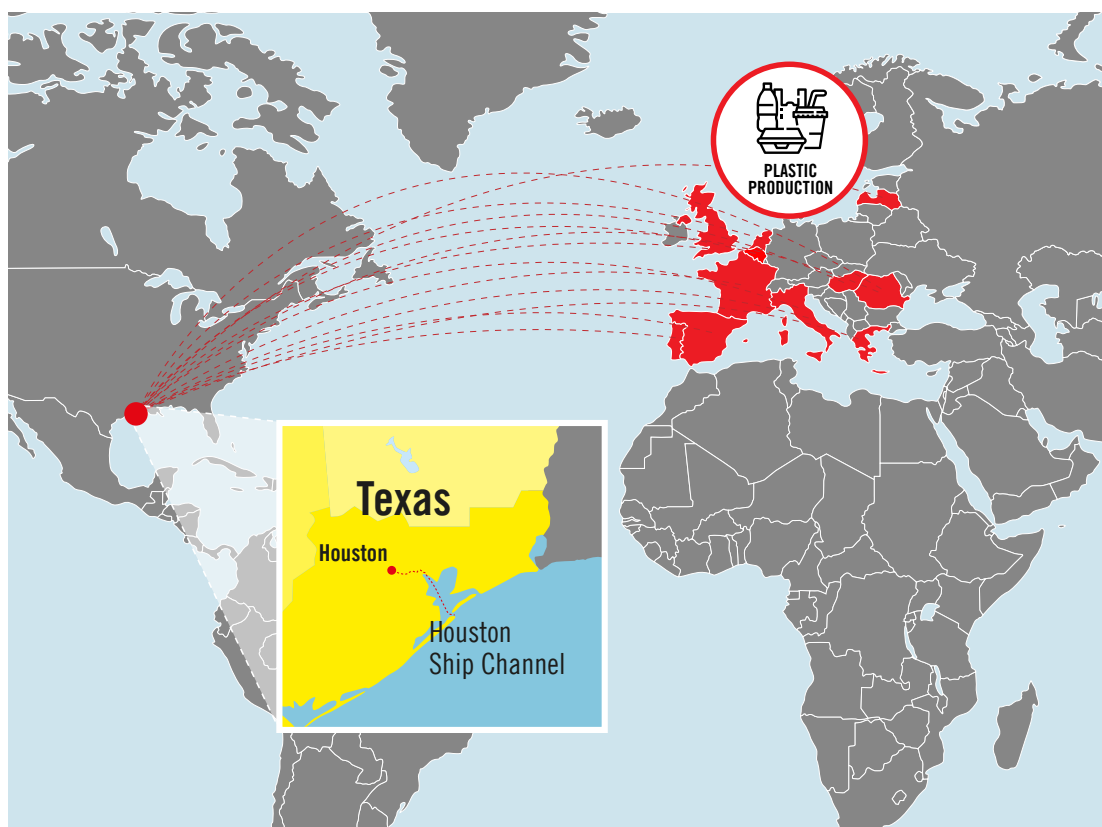 PLASTIC
PRODUCTION
Texas
Houston
Houston
Ship Channel